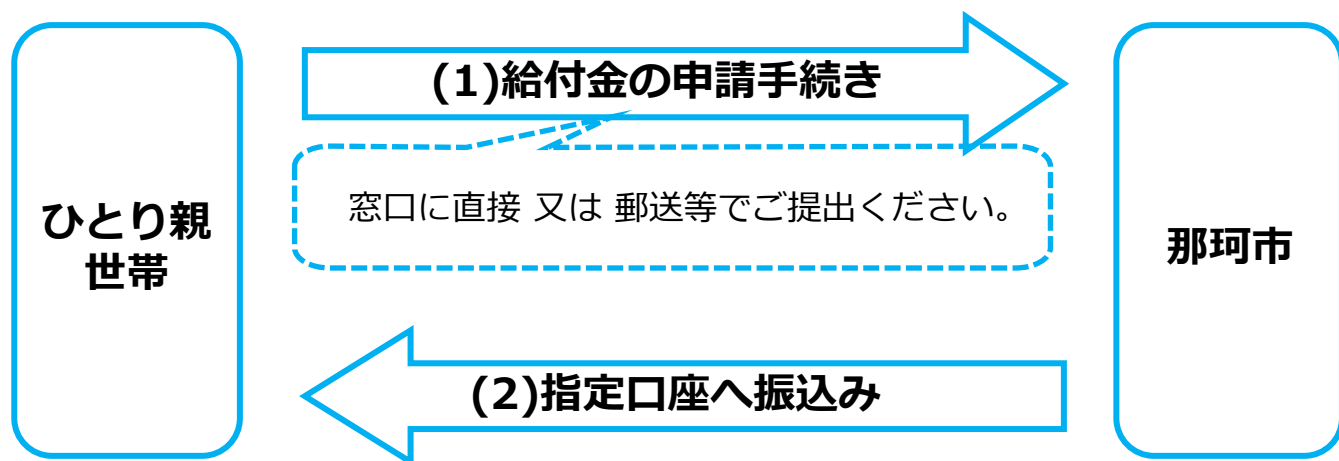 (1)給付金の申請手続き
窓口に直接 又は 郵送等でご提出ください。
ひとり親
世帯
那珂市
(2)指定口座へ振込み